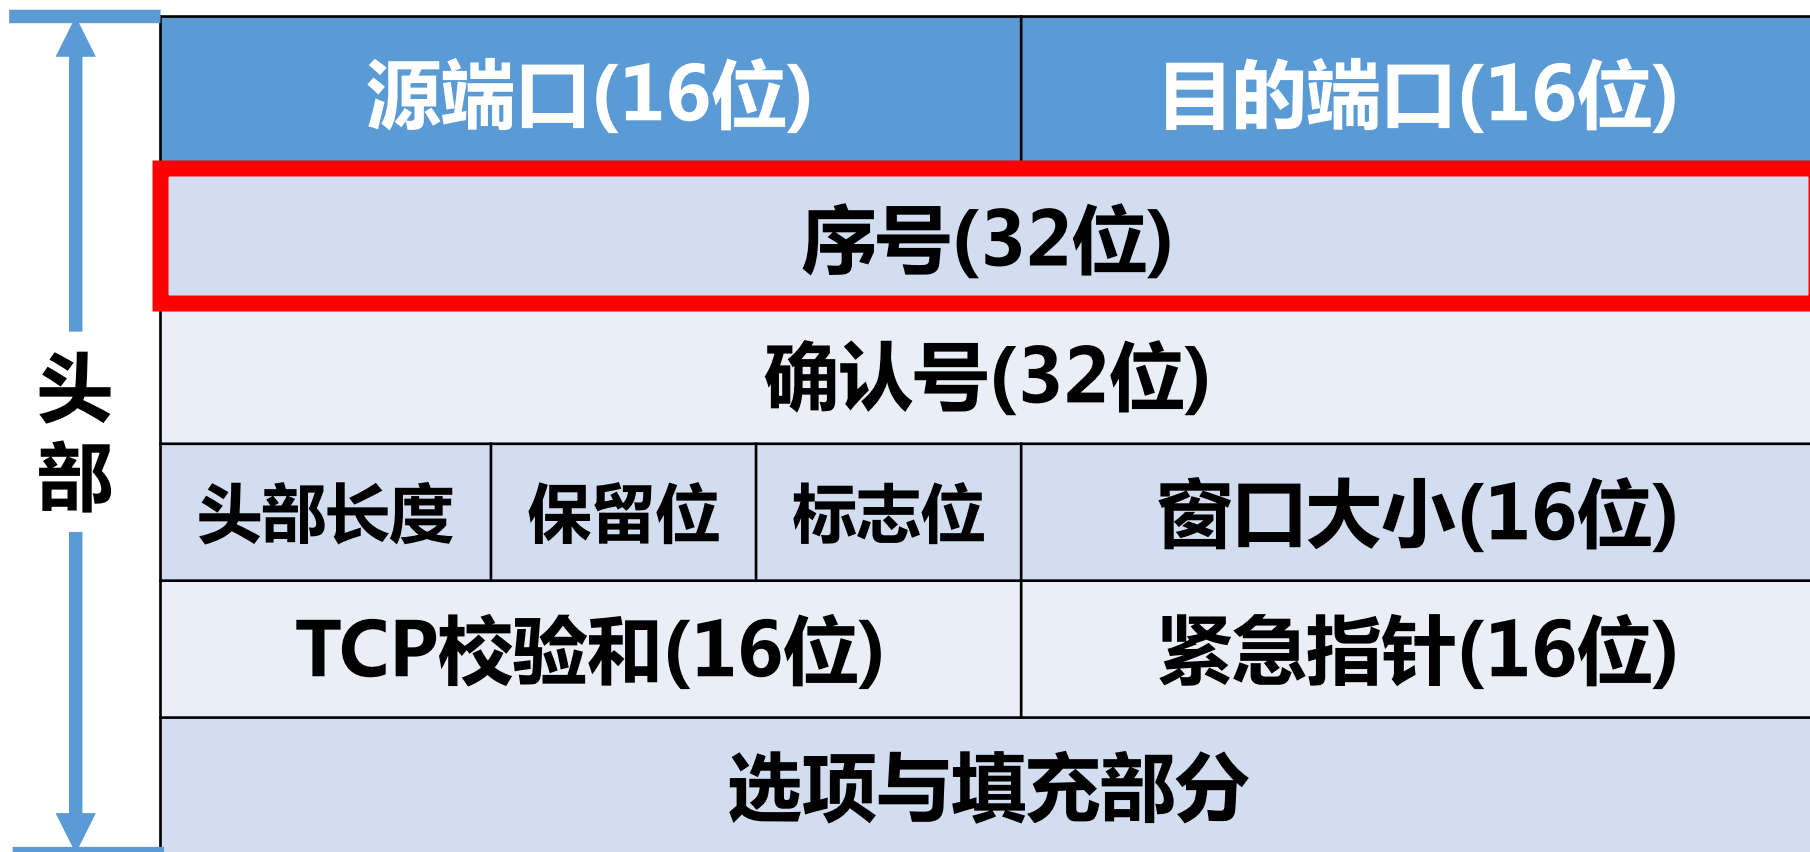 源端口(16位) 目的端口(16位)
序号(32位)
确认号(32位)
头部
头部长度 保留位 标志位 窗口大小(16位)
TCP校验和(16位) 紧急指针(16位)
选项与填充部分